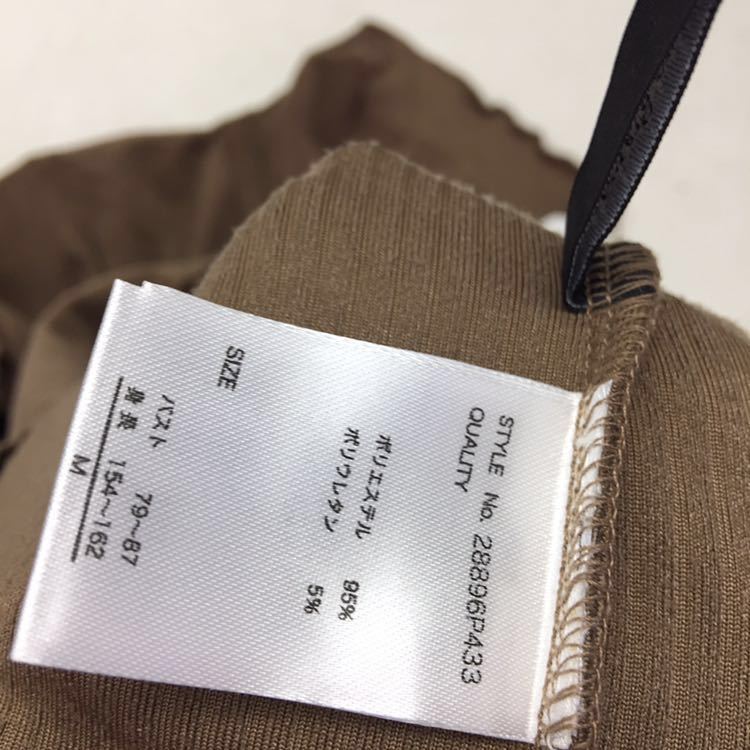 STYLE No. 28896P433
QUALITY
ポリエステル 95%
ポリウレタン 5%
SIZE
バスト 79~87
身長 154~162
M